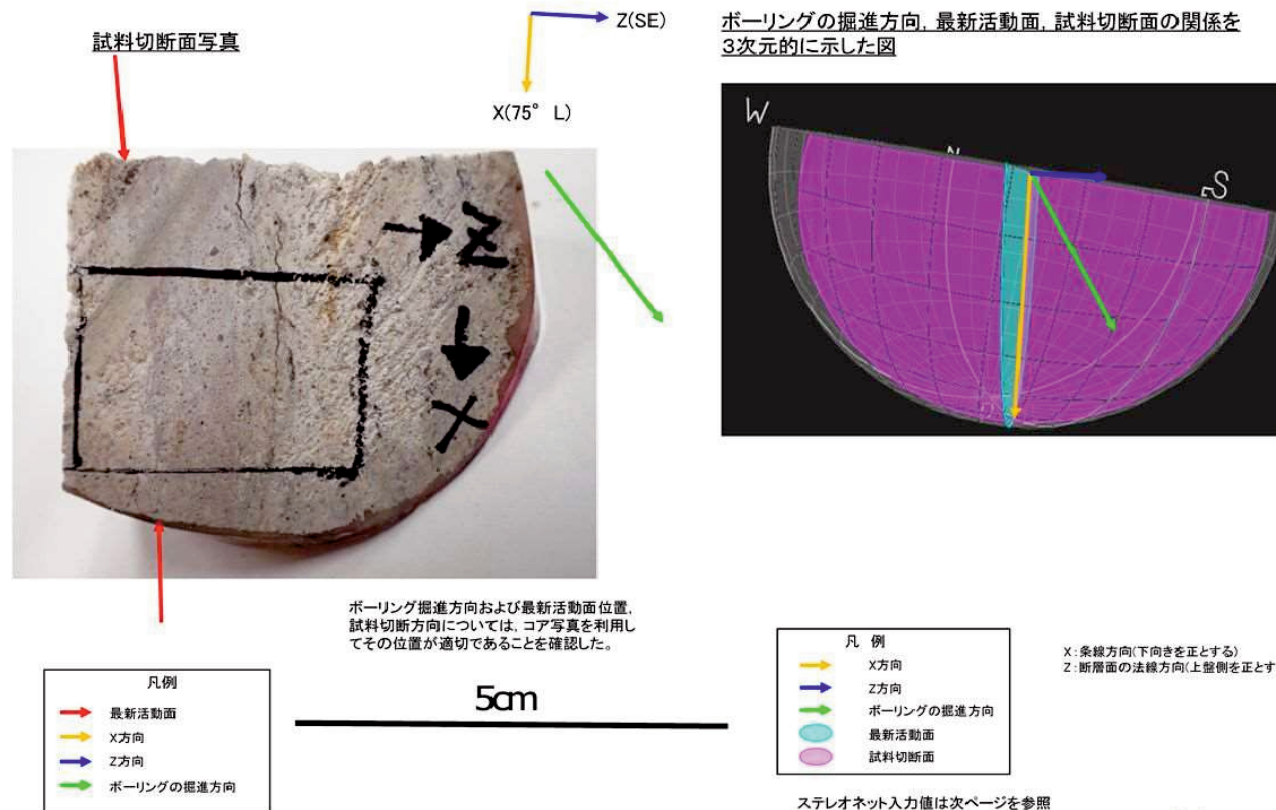 試料切断面写真
Z(SE)
X(75° L)
→Z
↓
X
ボーリング掘進方向および最新活動面位置,
試料切断方向については, コア写真を利用し
てその位置が適切であることを確認した。
凡例
最新活動面
X方向
Z方向
ボーリングの掘進方向
5cm
ボーリングの掘進方向, 最新活動面, 試料切断面の関係を
3次元的に示した図
W
N
S
凡 例
X方向
Z方向
ボーリングの掘進方向
最新活動面
試料切断面
X:条線方向(下向きを正とする)
Z:断層面の法線方向(上盤側を正とす
ステレオネット入力値は次ページを参照